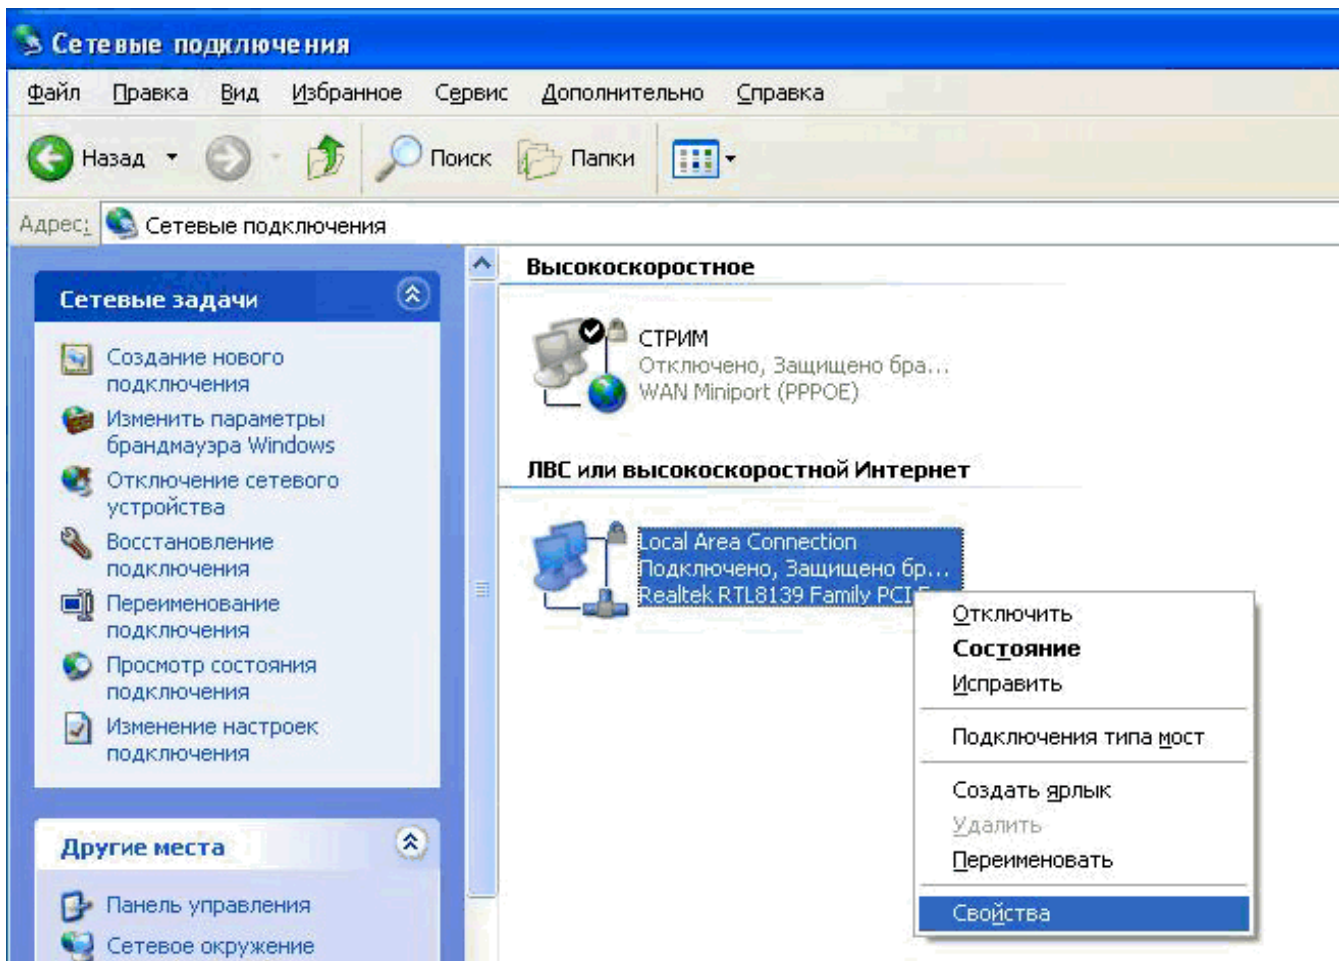 Сетевые подключения
Файл Правка Вид Избранное Сервис Дополнительно Справка
Назад Поиск Папки
Адрес: Сетевые подключения
Сетевые задачи
Создание нового
подключения
Изменить параметры
брандмауэра Windows
Отключение сетевого
устройства
Восстановление
подключения
Переименование
подключения
Просмотр состояния
подключения
Изменение настроек
подключения
Другие места
Панель управления
Сетевое окружение
Высокоскоростное
СТРИМ
Отключено, Защищено бра...
WAN Miniport (PPPOE)
ЛВС или высокоскоростной Интернет
Local Area Connection
Подключено, Защищено бр...
Realtek RTL8139 Family PCI
Отключить
Состояние
Исправить
Подключения типа мост
Создать ярлык
Удалить
Переименовать
Свойства